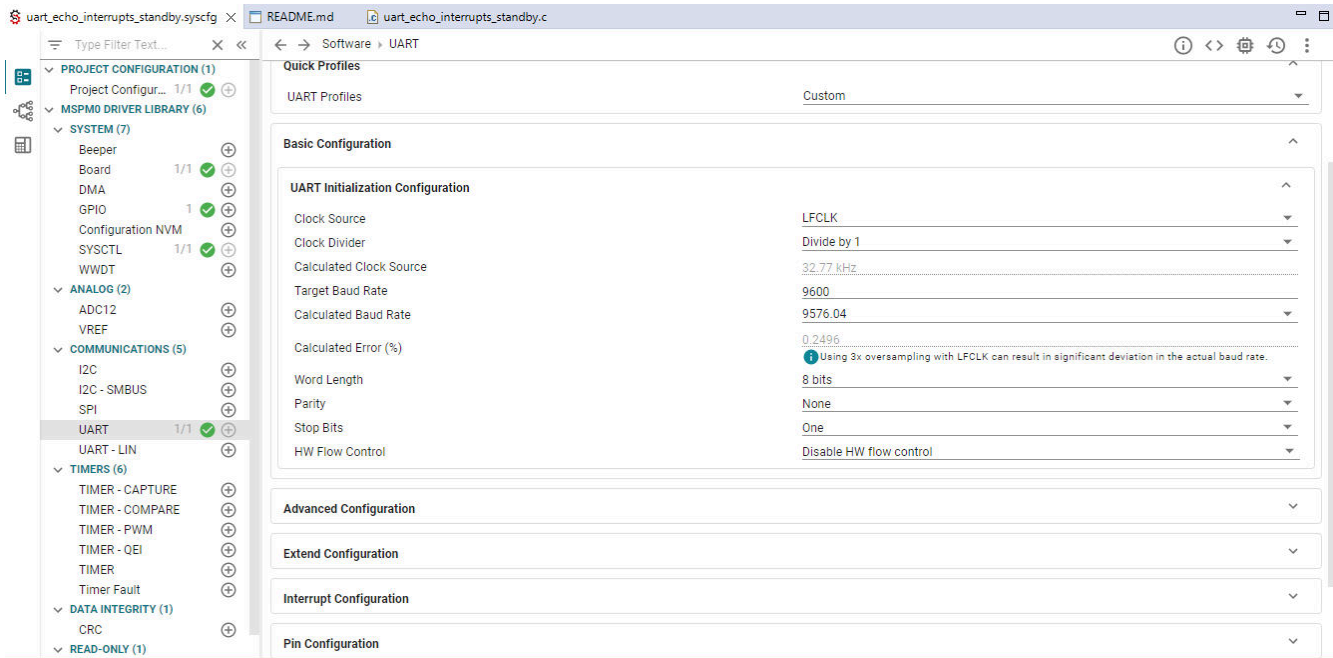 uart_echo_interrupts_standby.syscfg README.md uart_echo_interrupts_standby.c
Type Filter Text...
Software UART
PROJECT CONFIGURATION (1)
Project Configur... 1/1
MSPM0 DRIVER LIBRARY (6)
SYSTEM (7)
Beeper
Board 1/1
DMA
GPIO 1
Configuration NVM
SYSCTL 1/1
WWDT
ANALOG (2)
ADC12
VREF
COMMUNICATIONS (5)
I2C
I2C - SMBUS
SPI
UART 1/1
UART - LIN
TIMERS (6)
TIMER - CAPTURE
TIMER - COMPARE
TIMER - PWM
TIMER - QEI
TIMER
Timer Fault
DATA INTEGRITY (1)
CRC
READ-ONLY (1)
Quick Profiles
UART Profiles Custom
Basic Configuration
UART Initialization Configuration
Clock Source LFCLK
Clock Divider Divide by 1
Calculated Clock Source 32.77 kHz
Target Baud Rate 9600
Calculated Baud Rate 9576.04
Calculated Error (%) 0.2496
Using 3x oversampling with LFCLK can result in significant deviation in the actual baud rate.
Word Length 8 bits
Parity None
Stop Bits One
HW Flow Control Disable HW flow control
Advanced Configuration
Extend Configuration
Interrupt Configuration
Pin Configuration